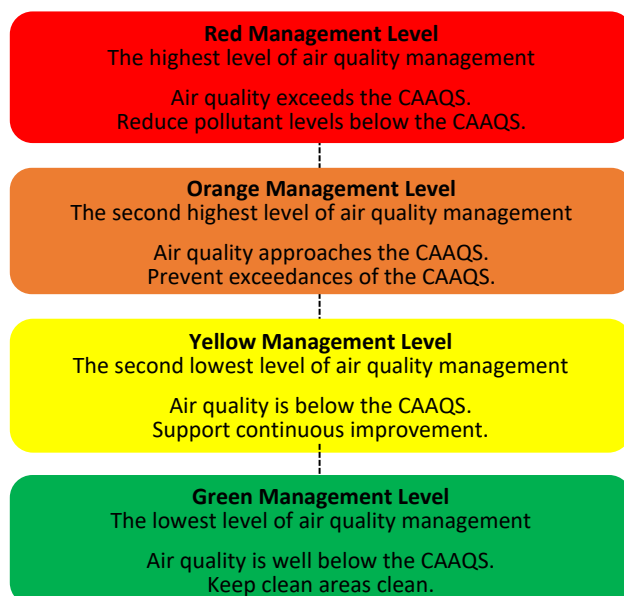 Red Management Level
The highest level of air quality management
Air quality exceeds the CAAQS.
Reduce pollutant levels below the CAAQS.
Orange Management Level
The second highest level of air quality management
Air quality approaches the CAAQS.
Prevent exceedances of the CAAQS.
Yellow Management Level
The second lowest level of air quality management
Air quality is below the CAAQS.
Support continuous improvement.
Green Management Level
The lowest level of air quality management
Air quality is well below the CAAQS.
Keep clean areas clean.